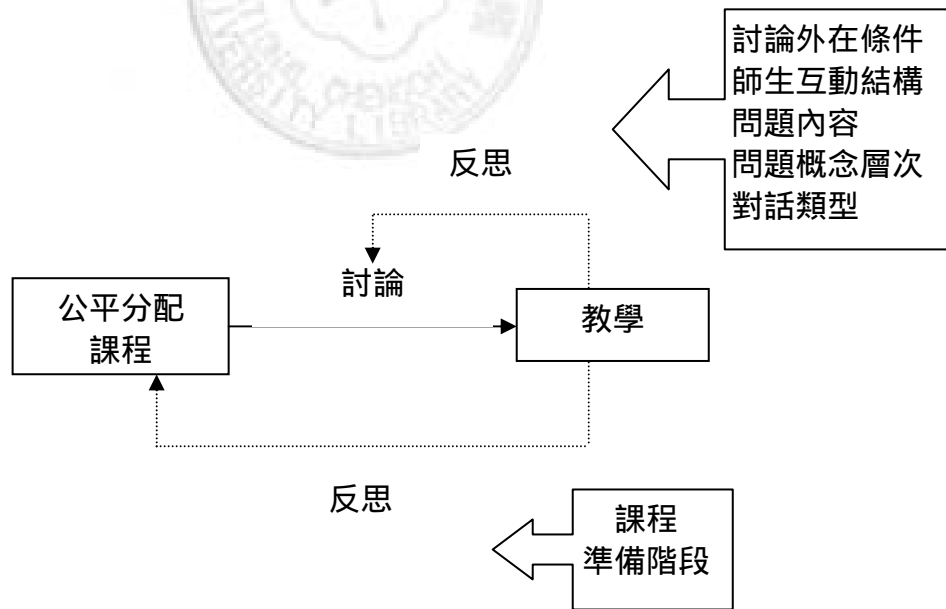 討論外在條件
師生互動結構
問題內容
問題概念層次
對話類型
反思
討論
公平分配
課程
教學
反思
課程
準備階段